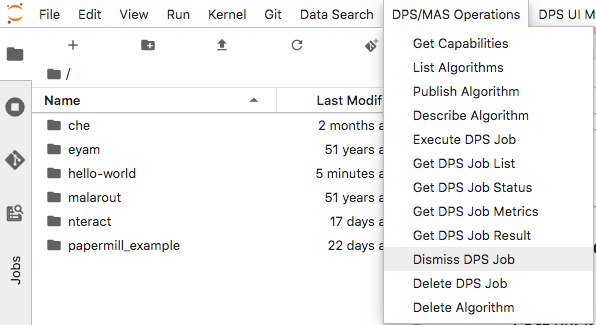 File Edit View Run Kernel Git Data Search DPS/MAS Operations DPS UI M
/
Name Last Modif
che 2 months a
eyam 51 years a
hello-world 5 minutes a
malarout 51 years a
nteract 17 days a
papermill_example 22 days a
Jobs
Get Capabilities
List Algorithms
Publish Algorithm
Describe Algorithm
Execute DPS Job
Get DPS Job List
Get DPS Job Status
Get DPS Job Metrics
Get DPS Job Result
Dismiss DPS Job
Delete DPS Job
Delete Algorithm